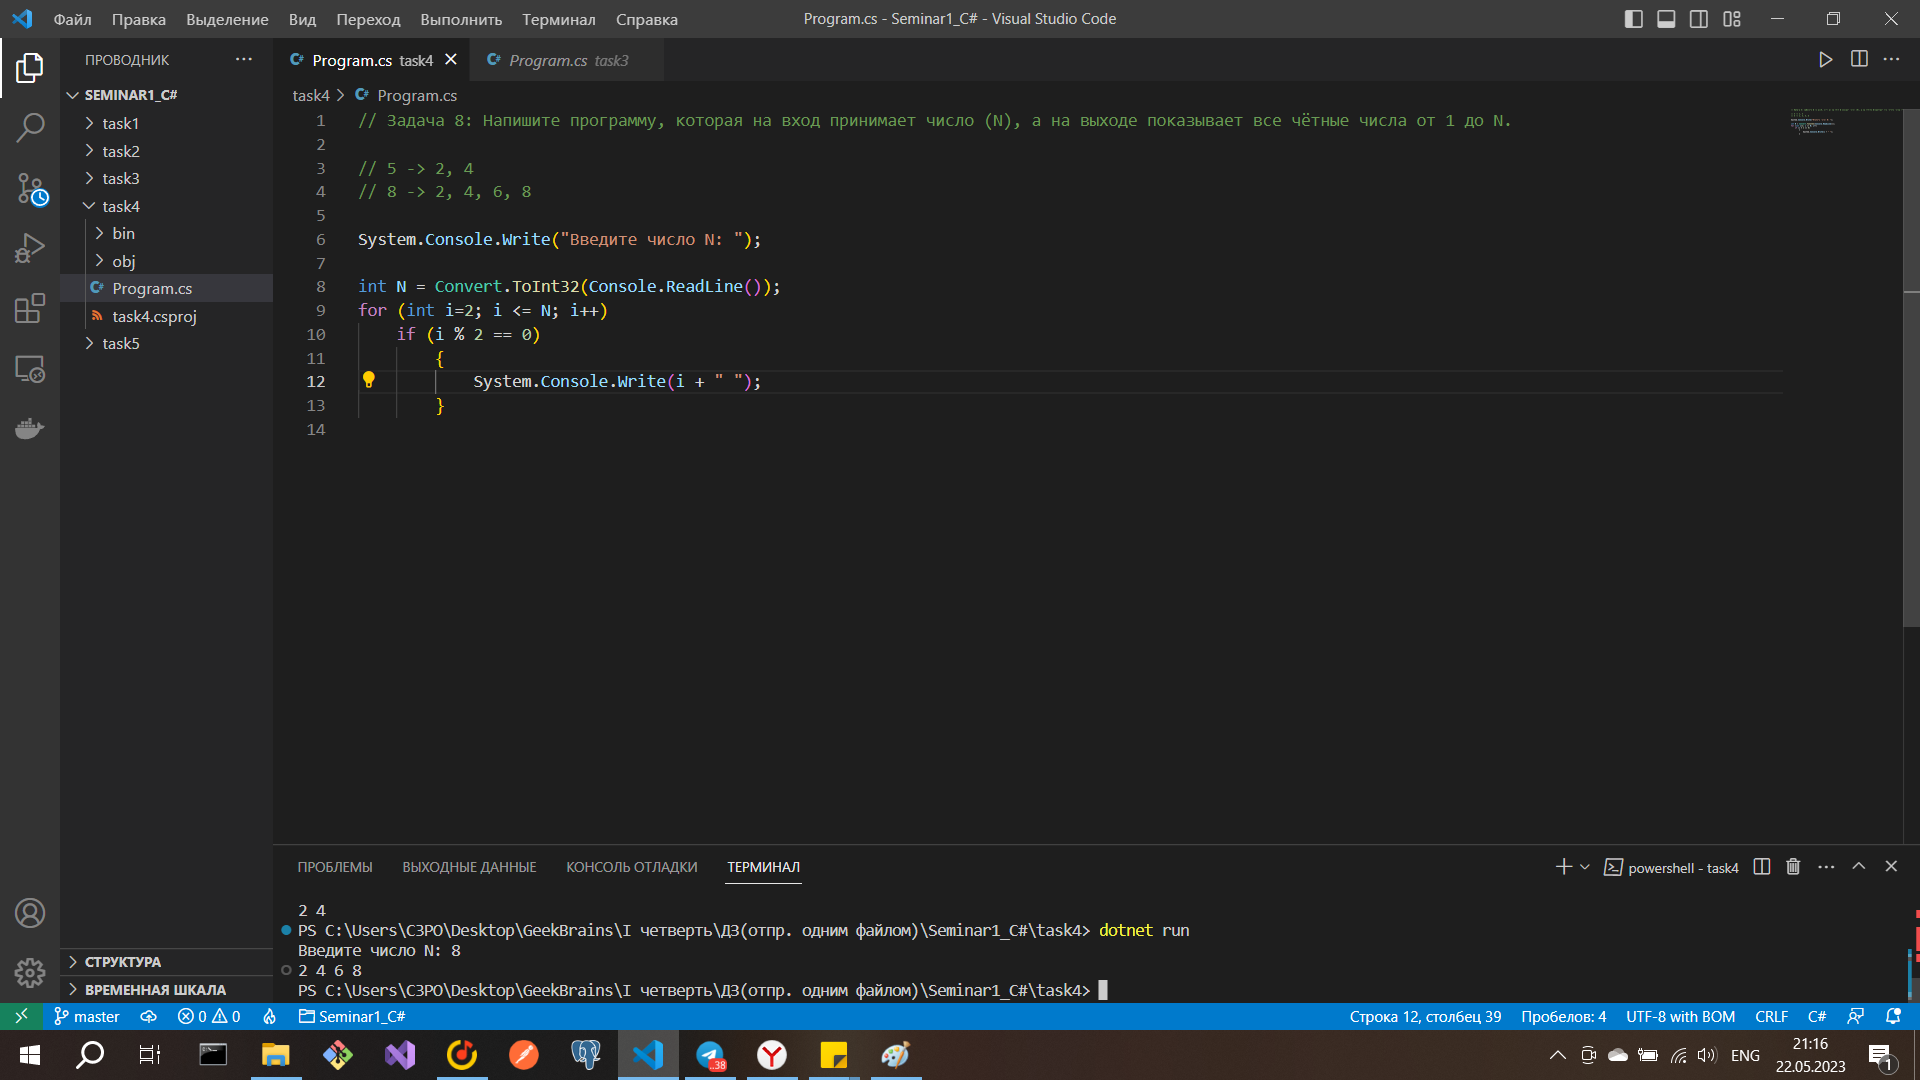 Файл Правка Выделение Вид Переход Выполнить Терминал Справка
Program.cs - Seminar1_C# - Visual Studio Code
ПРОВОДНИК
Program.cs task4
Program.cs task3
SEMINAR1_C#
task1
task2
task3
task4
bin
obj
Program.cs
task4.csproj
task5
СТРУКТУРА
ВРЕМЕННАЯ ШКАЛА
task4 > Program.cs
1 // Задача 8: Напишите программу, которая на вход принимает число (N), а на выходе показывает все чётные числа от 1 до N.
2
3 // 5 -> 2, 4
4 // 8 -> 2, 4, 6, 8
5
6 System.Console.Write("Введите число N: ");
7
8 int N = Convert.ToInt32(Console.ReadLine());
9 for (int i=2; i <= N; i++)
10 if (i % 2 == 0)
11 {
12 System.Console.Write(i + " ");
13 }
14
ПРОБЛЕМЫ ВЫХОДНЫЕ ДАННЫЕ КОНСОЛЬ ОТЛАДКИ ТЕРМИНАЛ
powershell - task4
2 4
PS C:\Users\C3PO\Desktop\GeekBrains\I четверть\ДЗ(отпр. одним файлом)\Seminar1_C#\task4> dotnet run
Введите число N: 8
2 4 6 8
PS C:\Users\C3PO\Desktop\GeekBrains\I четверть\ДЗ(отпр. одним файлом)\Seminar1_C#\task4>
master 0 0 Seminar1_C#
Строка 12, столбец 39 Пробелов: 4 UTF-8 with BOM CRLF C#
38
ENG
21:16
22.05.2023
1